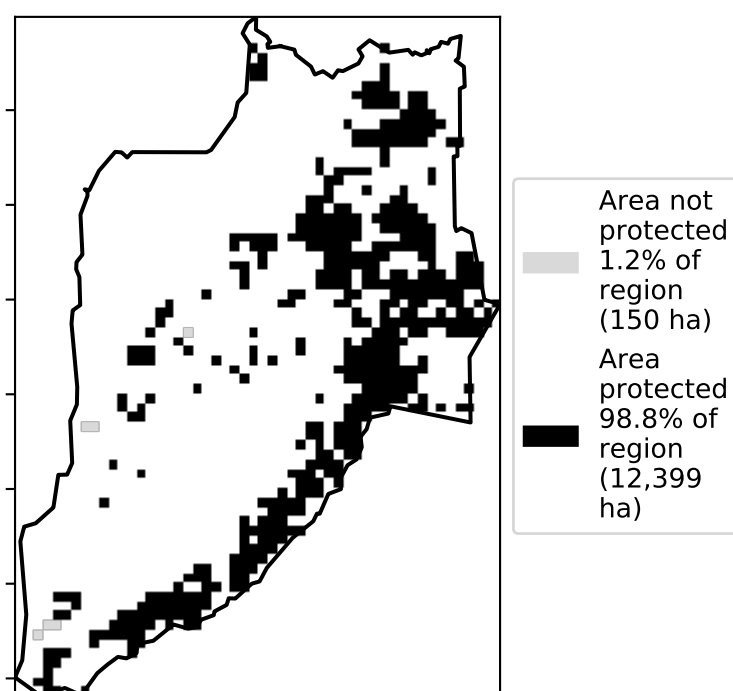 Area not
protected
1.2% of
region
(150 ha)
Area
protected
98.8% of
region
(12,399
ha)